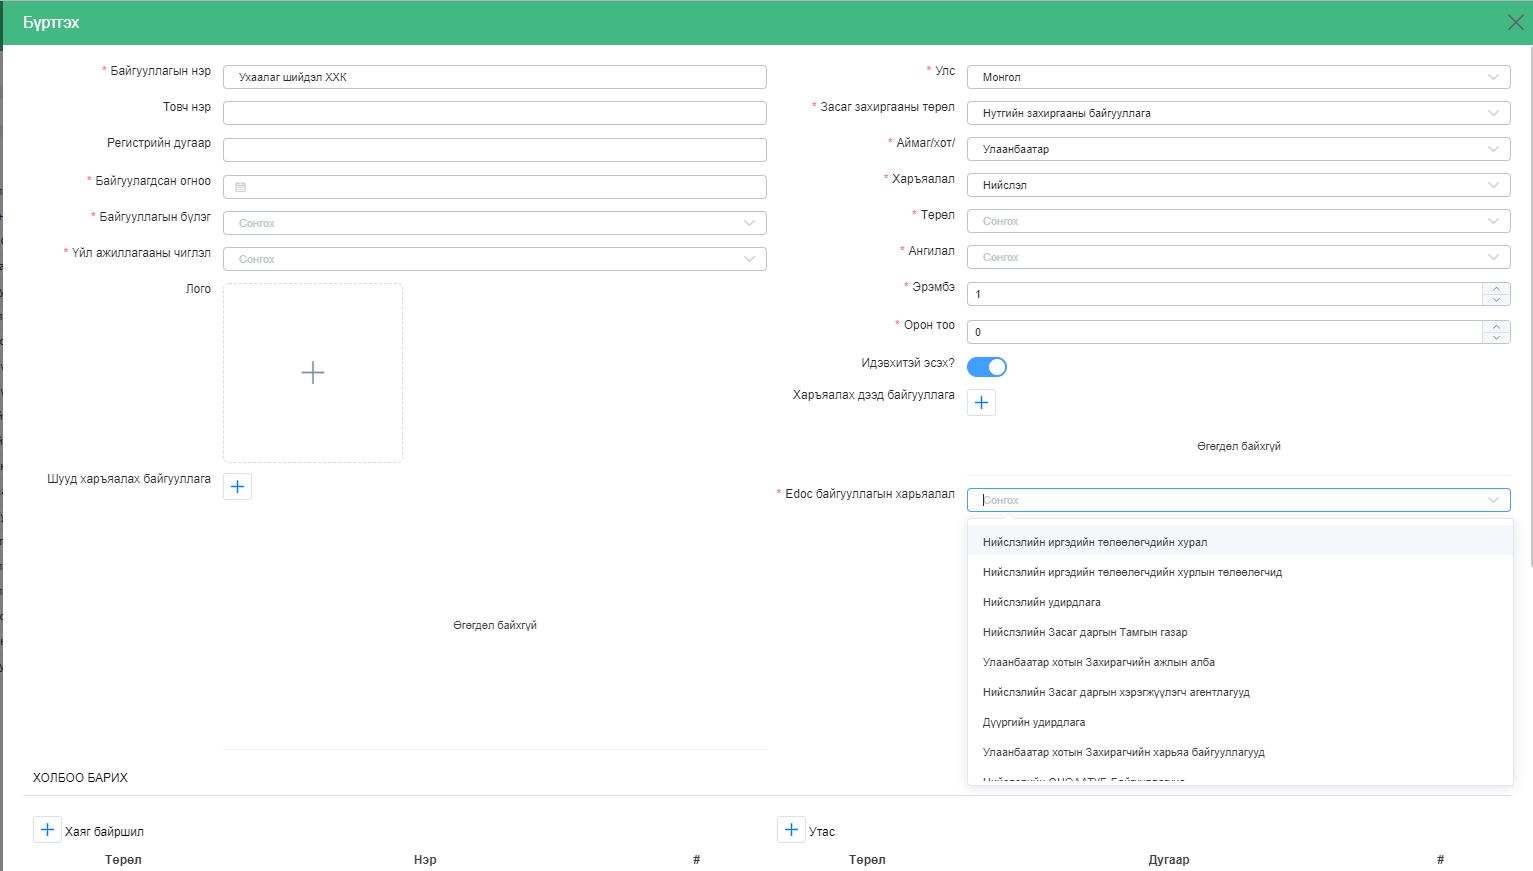 Бүртгэх
* Байгууллагын нэр
Ухаалаг шийдэл ХХК
Товч нэр
Регистрийн дугаар
* Байгуулагдсан огноо
* Байгууллагын бүлэг
Сонгох
* Үйл ажиллагааны чиглэл
Сонгох
Лого
Шууд харъялах байгууллага
Өгөгдөл байхгүй
* Улс
Монгол
* Засаг захиргааны төрөл
Нутгийн захиргааны байгууллага
* Аймаг/хот/
Улаанбаатар
* Харъяалал
Нийслэл
* Төрөл
Сонгох
* Ангилал
Сонгох
* Эрэмбэ
1
* Орон тоо
0
Идэвхитэй эсэх?
Харъяалах дээд байгууллага
Өгөгдөл байхгүй
* Edoc байгууллагын харьяалал
Сонгох
Нийслэлийн иргэдийн төлөөлөгчдийн хурал
Нийслэлийн иргэдийн төлөөлөгчдийн хурлын төлөөлөгчид
Нийслэлийн удирдлага
Нийслэлийн Засаг даргын Тамгын газар
Улаанбаатар хотын Захирагчийн ажлын алба
Нийслэлийн Засаг даргын хэрэгжүүлэгч агентлагууд
Дүүргийн удирдлага
Улаанбаатар хотын Захирагчийн харьяа байгууллагууд
ХОЛБОО БАРИХ
Хаяг байршил
Төрөл Нэр #
Утас
Төрөл Дугаар #